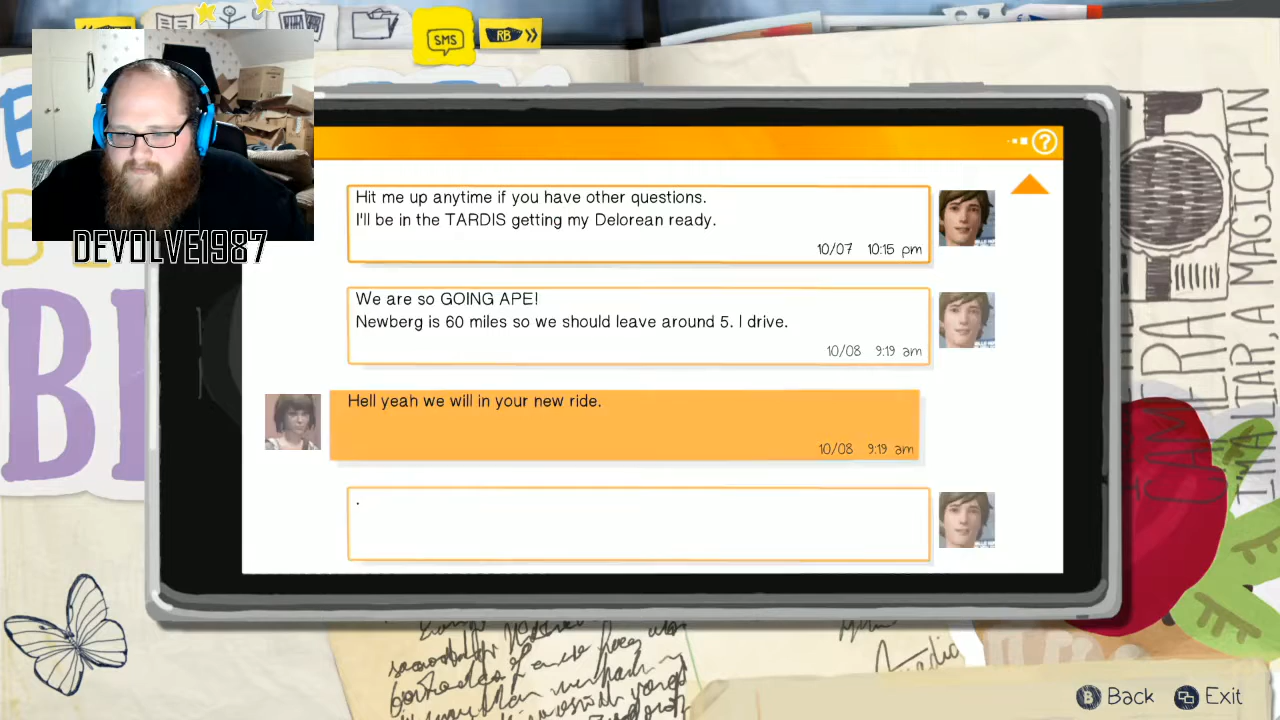 SMS
RB
DEVOLVE1987
Hit me up anytime if you have other questions.
I'll be in the TARDIS getting my Delorean ready.
10/07 10:15 pm
We are so GOING APE!
Newberg is 60 miles so we should leave around 5. I drive.
10/08 9:19 am
Hell yeah we will in your new ride.
10/08 9:19 am
.
B Back
Exit